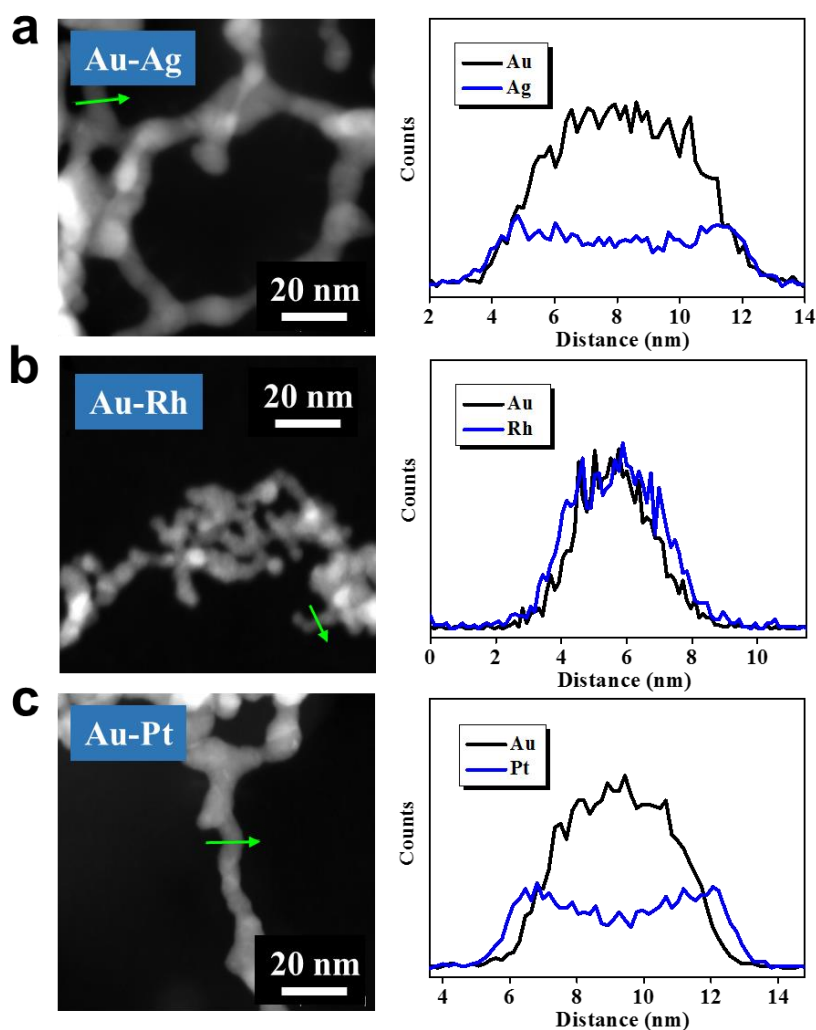 a
Au-Ag
20 nm
Au
Ag
Counts
2 4 6 8 10 12 14
Distance (nm)
b
Au-Rh
20 nm
Au
Rh
Counts
0 2 4 6 8 10
Distance (nm)
c
Au-Pt
20 nm
Au
Pt
Counts
4 6 8 10 12 14
Distance (nm)